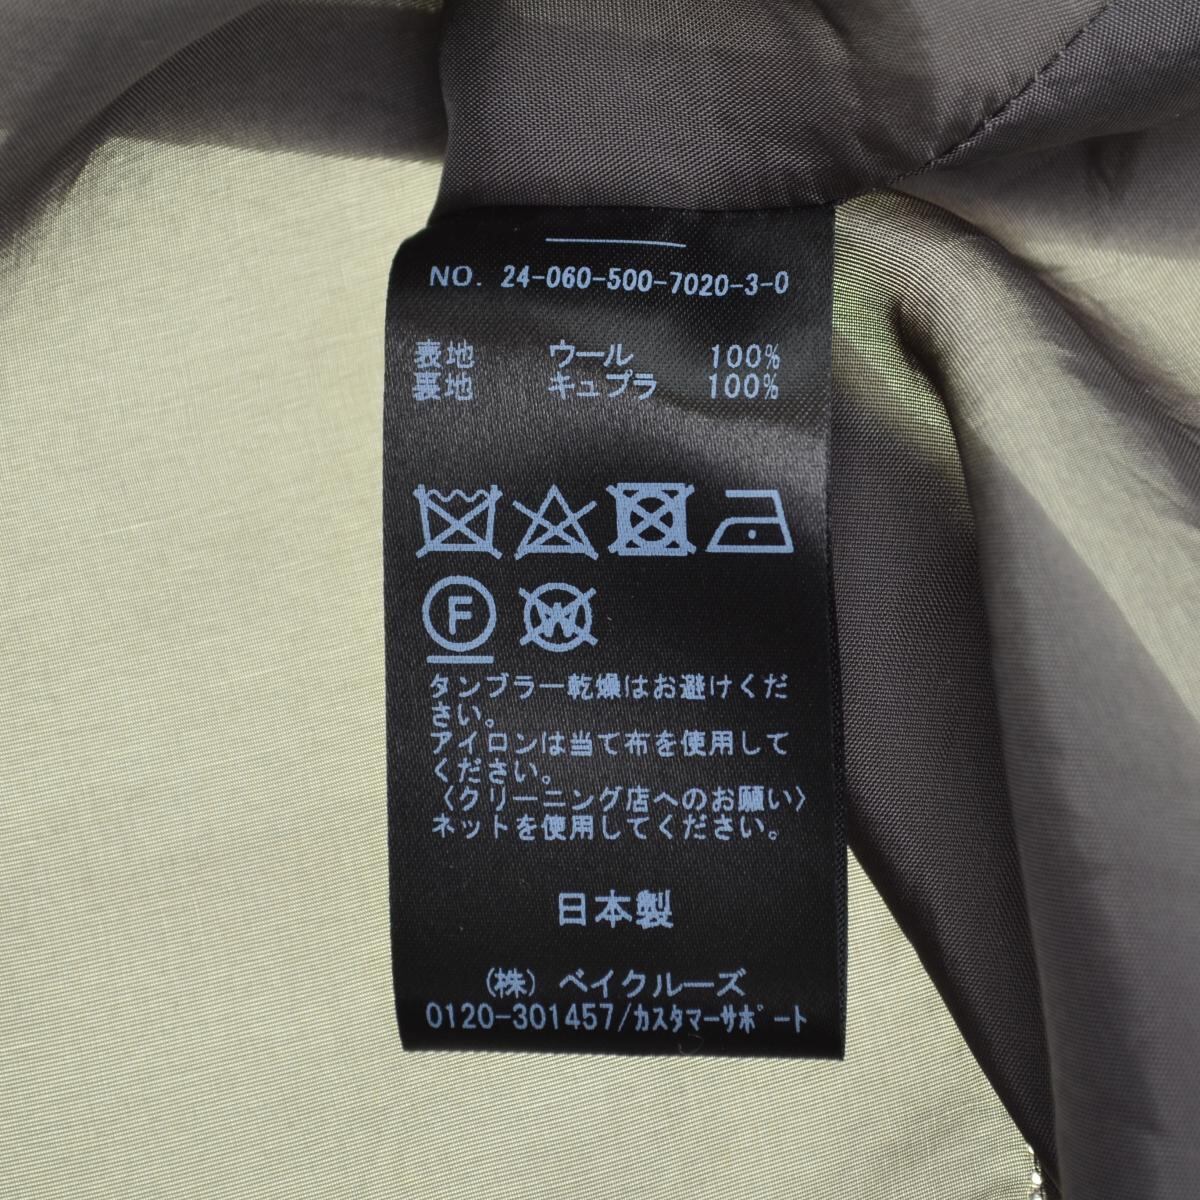 NO. 24-060-500-7020-3-0
表地 ウール 100%
裏地 キュプラ 100%
F W
タンブラー乾燥はお避けくだ
さい。
アイロンは当て布を使用して
ください。
〈クリーニング店へのお願い〉
ネットを使用してください。
日本製
(株) ベイクルーズ
0120-301457/カスタマーサポート